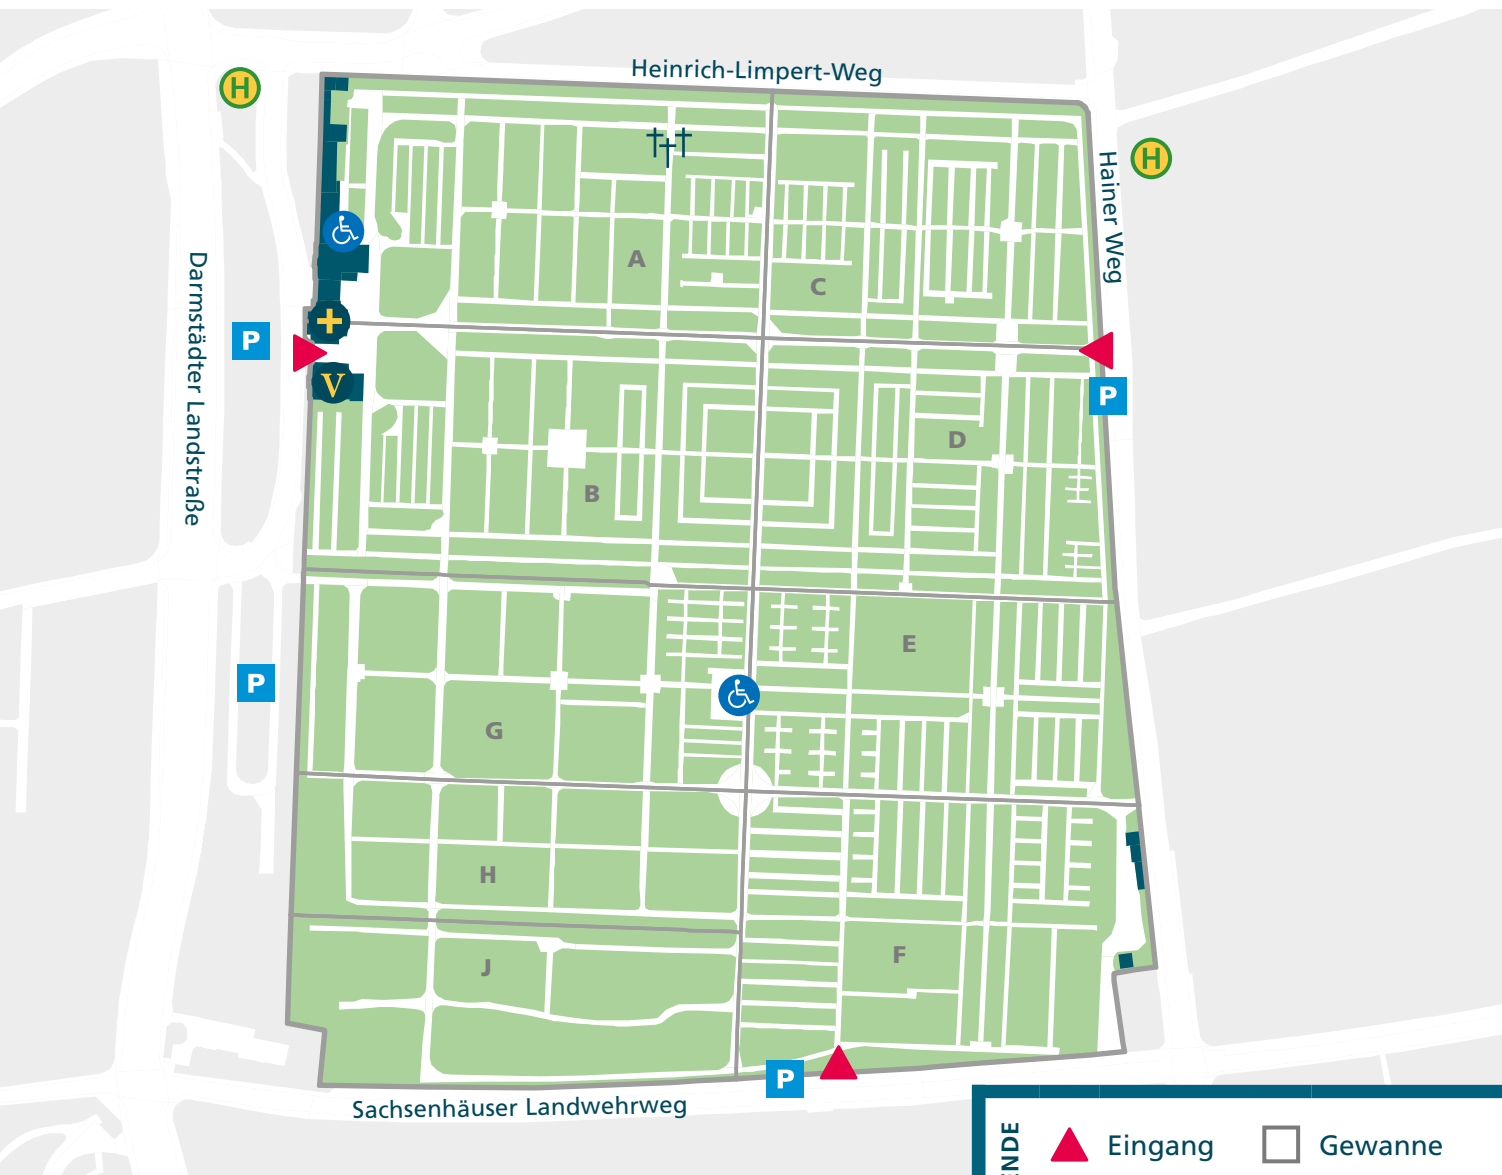 Heinrich-Limpert-Weg
H
H
Hainer Weg
Darmstädter Landstraße
A
C
P
V
P
D
B
E
P
G
H
F
J
P
Sachsenhäuser Landwehrweg
Eingang
Gewanne